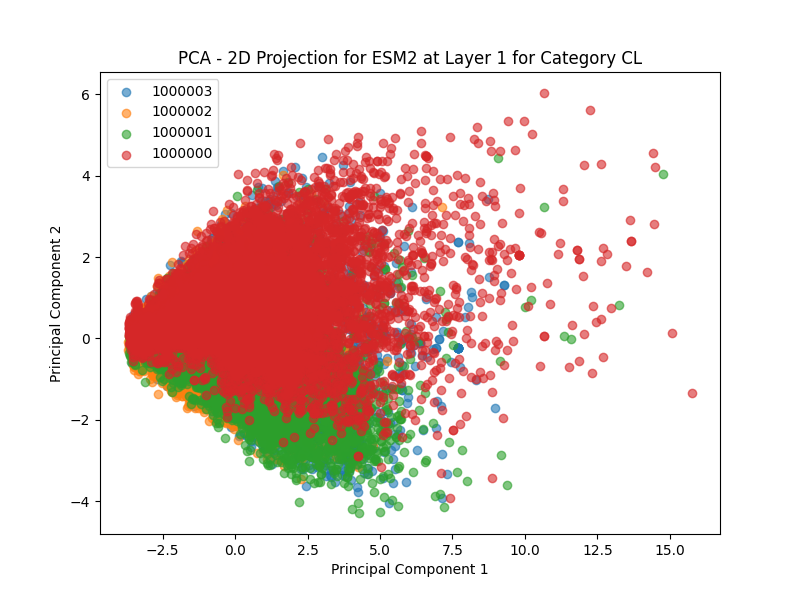 PCA - 2D Projection for ESM2 at Layer 1 for Category CL
1000003
1000002
1000001
1000000
6
4
2
0
−2
−4
Principal Component 2
−2.5 0.0 2.5 5.0 7.5 10.0 12.5 15.0
Principal Component 1